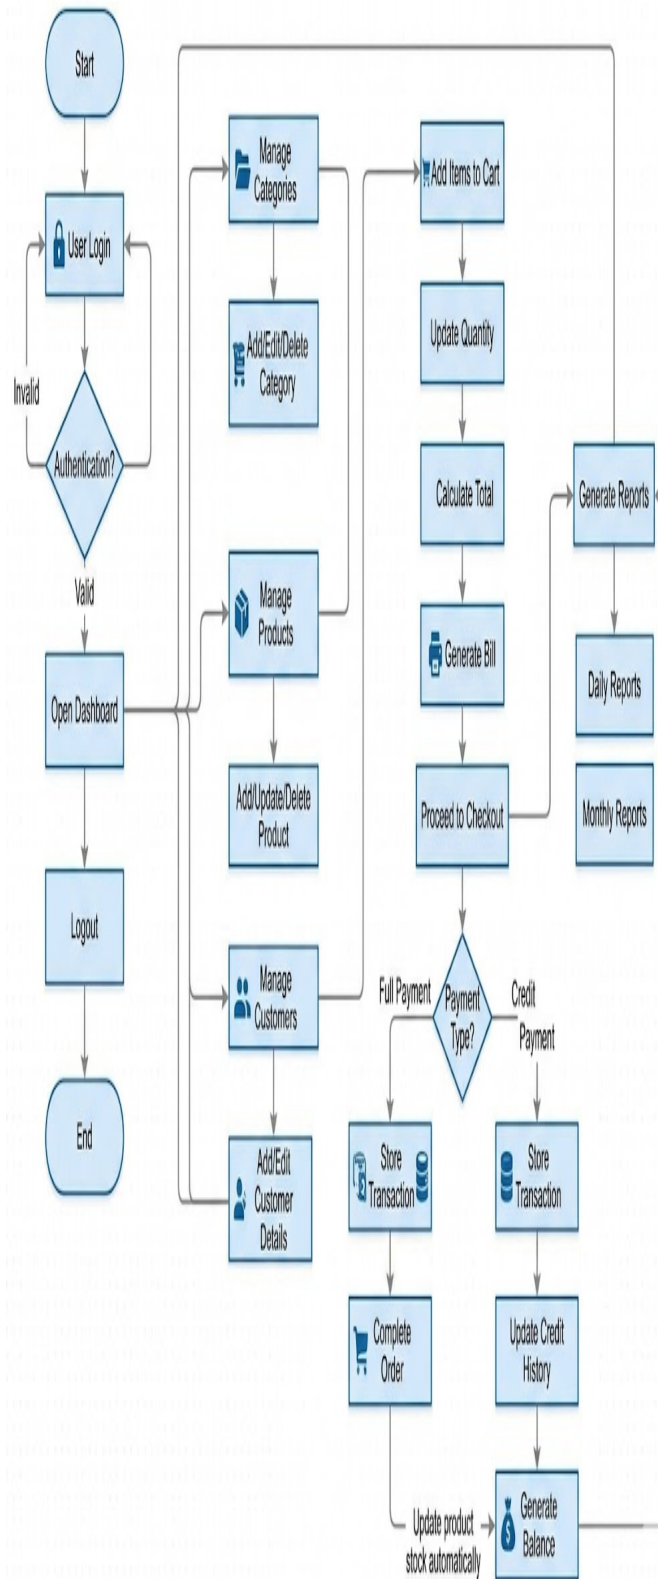 Start
User Login
Invalid
Authentication?
Valid
Open Dashboard
Logout
End
Manage
Categories
Add/Edit/Delete
Category
Manage
Products
Add/Update/Delete
Product
Manage
Customers
Add/Edit
Customer
Details
Add Items to Cart
Update Quantity
Calculate Total
Generate Bill
Proceed to Checkout
Full Payment
Payment
Type?
Credit
Payment
Store
Transaction
Complete
Order
Update product
stock automatically
Store
Transaction
Update Credit
History
Generate
Balance
Generate Reports
Daily Reports
Monthly Reports